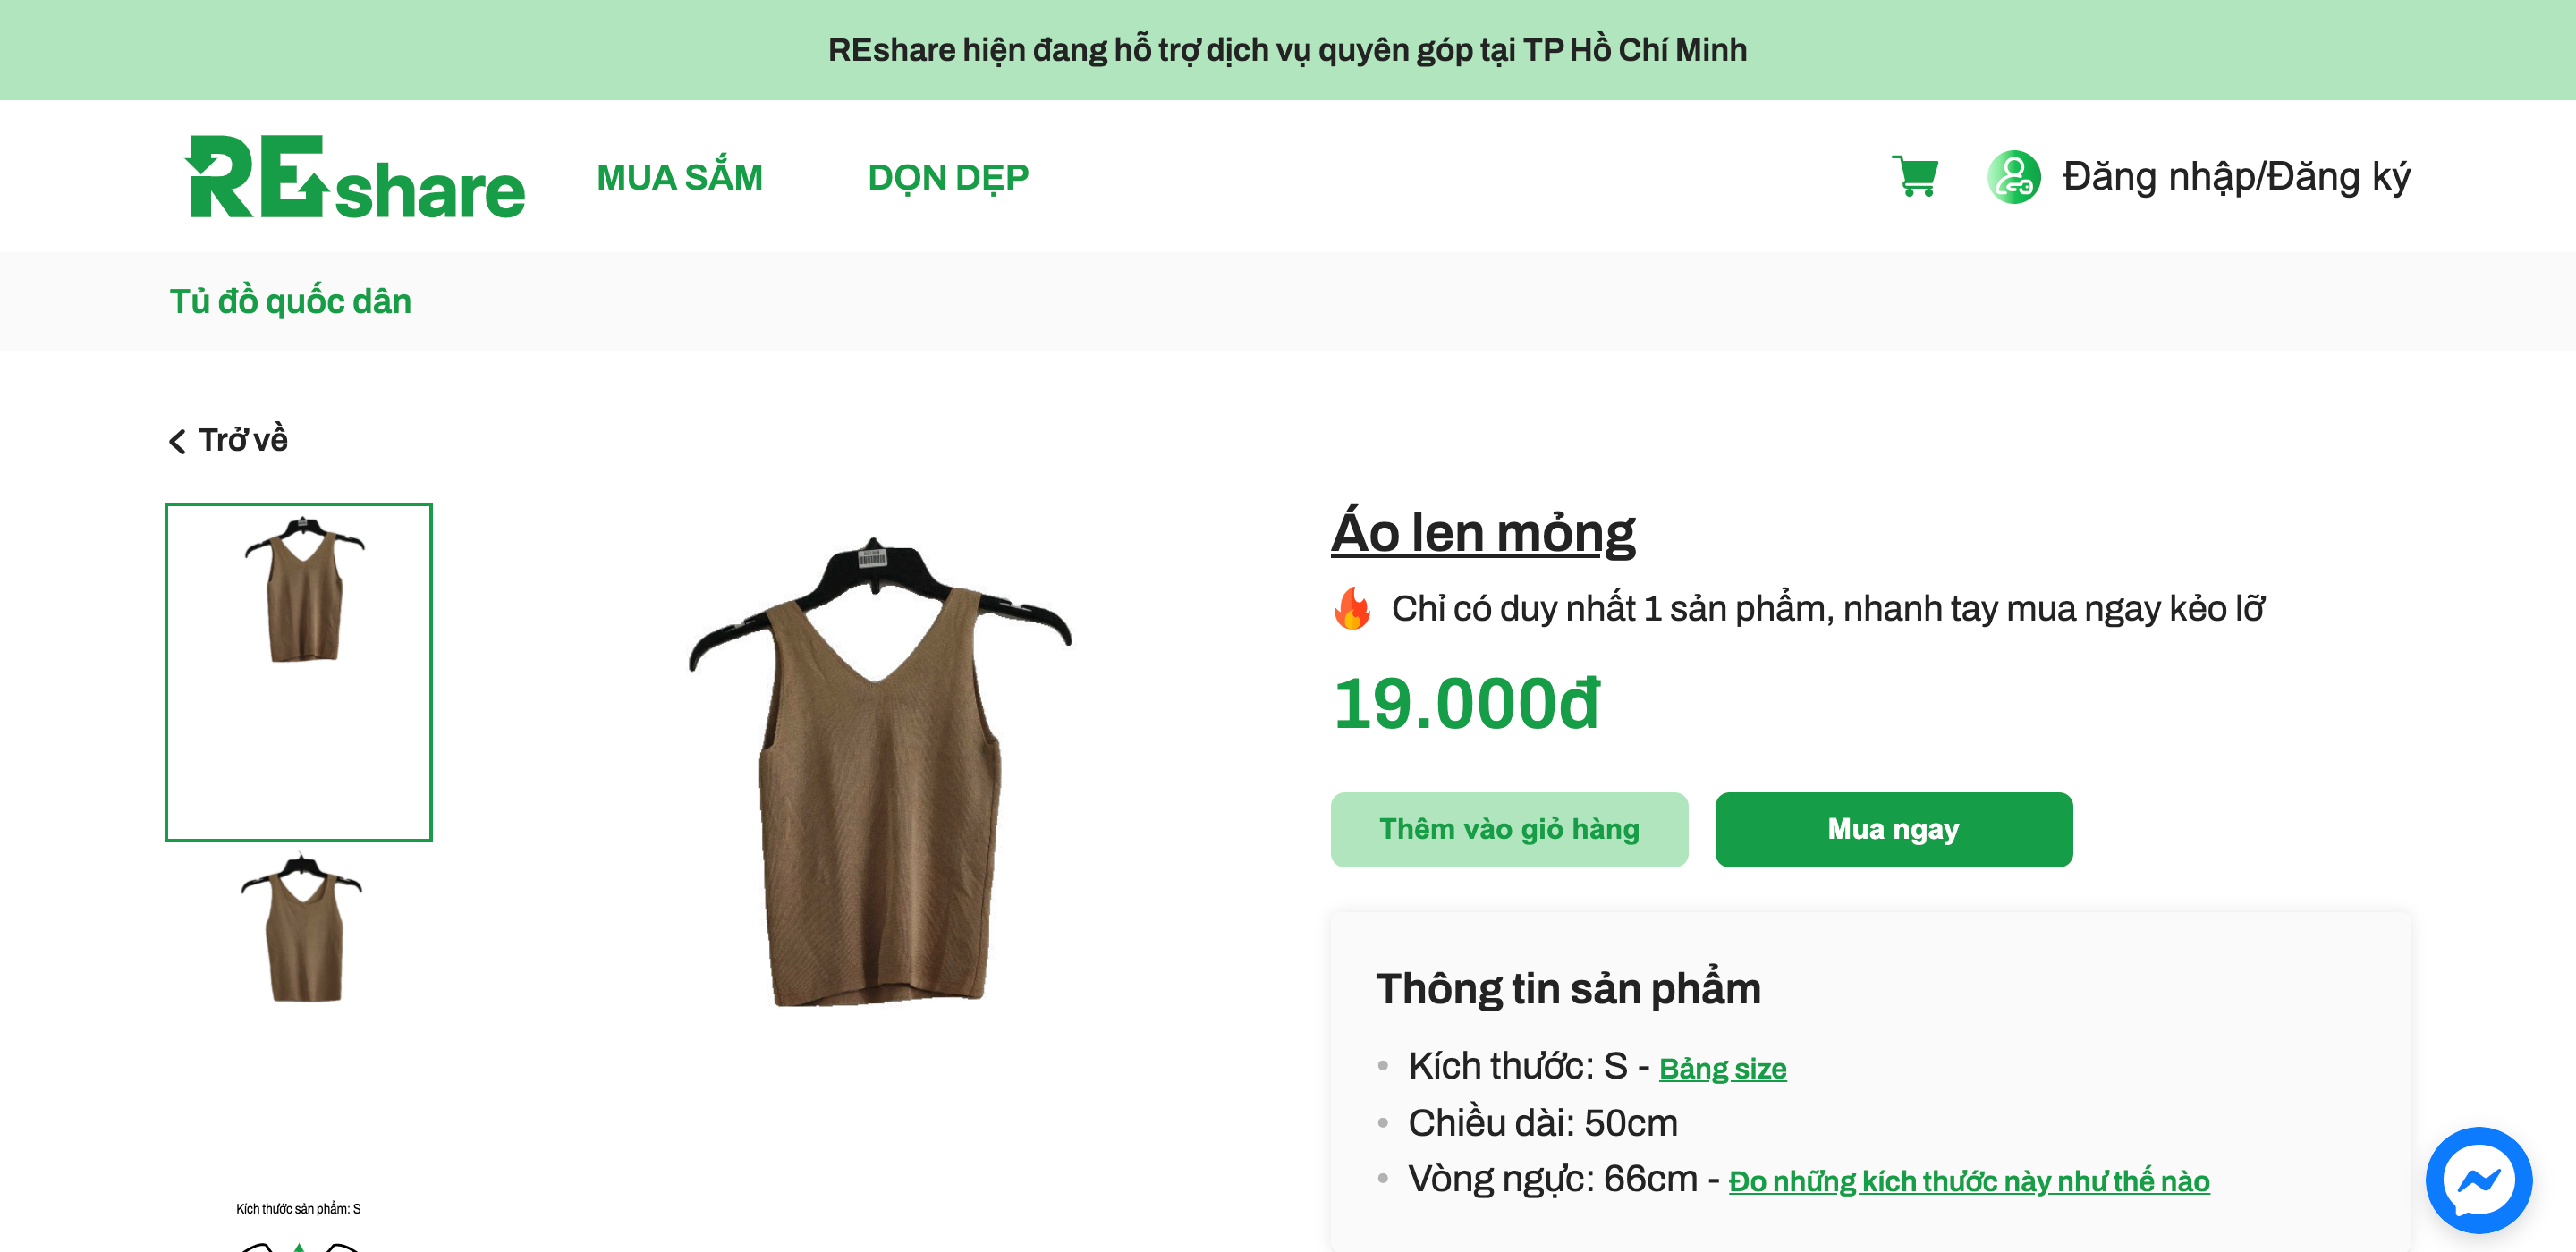 REshare hiện đang hỗ trợ dịch vụ quyên góp tại TP Hồ Chí Minh
REshare
MUA SẮM
DỌN DẸP
Đăng nhập/Đăng ký
Tủ đồ quốc dân
Trở về
Áo len mỏng
Chỉ có duy nhất 1 sản phẩm, nhanh tay mua ngay kẻo lỡ
19.000đ
Thêm vào giỏ hàng
Mua ngay
Thông tin sản phẩm
Kích thước: S - Bảng size
Chiều dài: 50cm
Vòng ngực: 66cm - Đo những kích thước này như thế nào
Kích thước sản phẩm: S